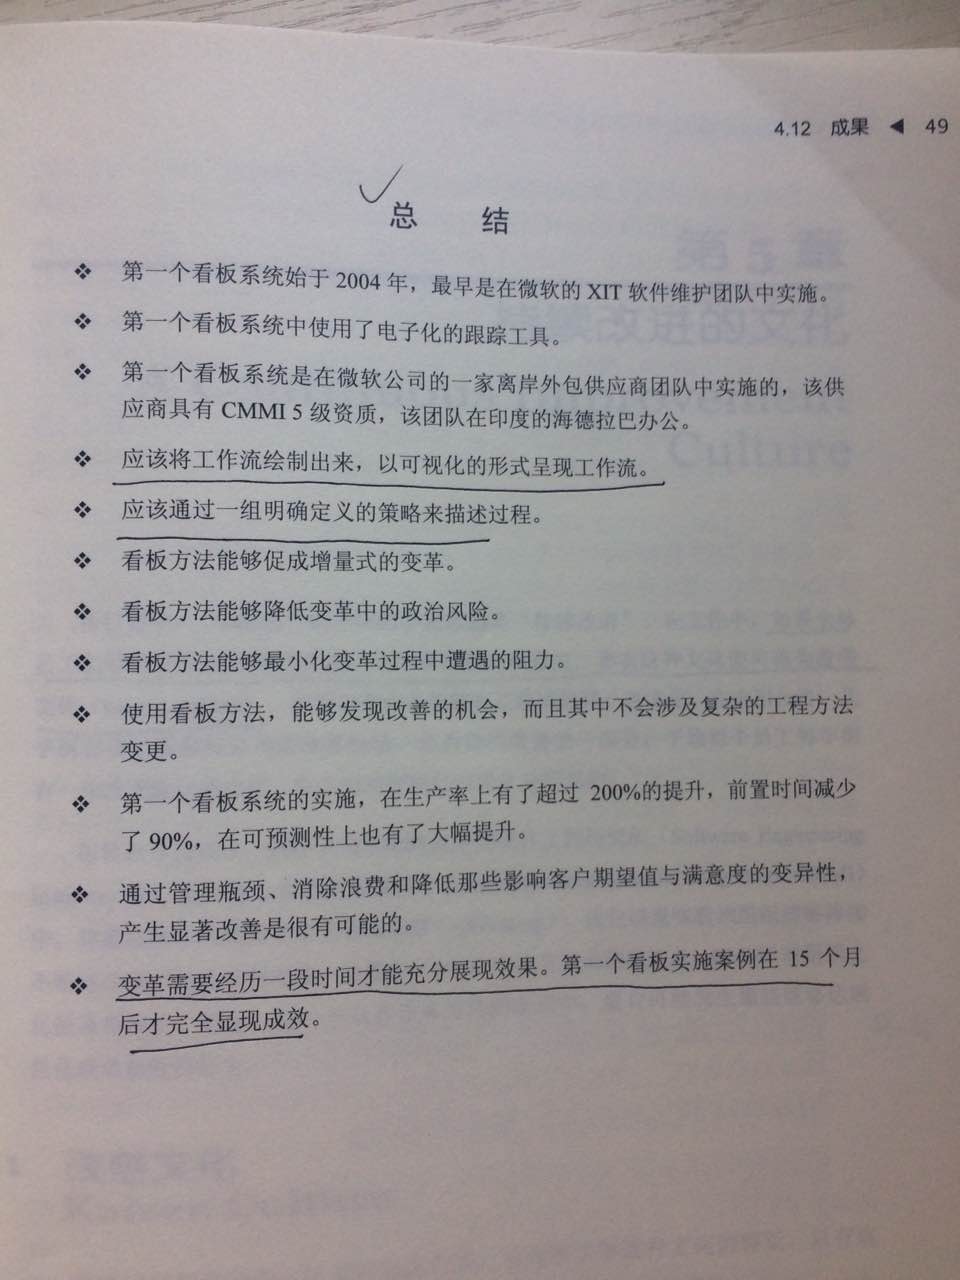 4.12 成果 ◀ 49
总 结
❖ 第一个看板系统始于 2004 年，最早是在微软的 XIT 软件维护团队中实施。
❖ 第一个看板系统中使用了电子化的跟踪工具。
❖ 第一个看板系统是在微软公司的一家离岸外包供应商团队中实施的，该供
应商具有 CMMI 5 级资质，该团队在印度的海德拉巴办公。
❖ 应该将工作流绘制出来，以可视化的形式呈现工作流。
❖ 应该通过一组明确定义的策略来描述过程。
❖ 看板方法能够促成增量式的变革。
❖ 看板方法能够降低变革中的政治风险。
❖ 看板方法能够最小化变革过程中遭遇的阻力。
❖ 使用看板方法，能够发现改善的机会，而且其中不会涉及复杂的工程方法
变更。
❖ 第一个看板系统的实施，在生产率上有了超过 200%的提升，前置时间减少
了 90%，在可预测性上也有了大幅提升。
❖ 通过管理瓶颈、消除浪费和降低那些影响客户期望值与满意度的变异性，
产生显著改善是很有可能的。
❖ 变革需要经历一段时间才能充分展现效果。第一个看板实施案例在 15 个月
后才完全显现成效。